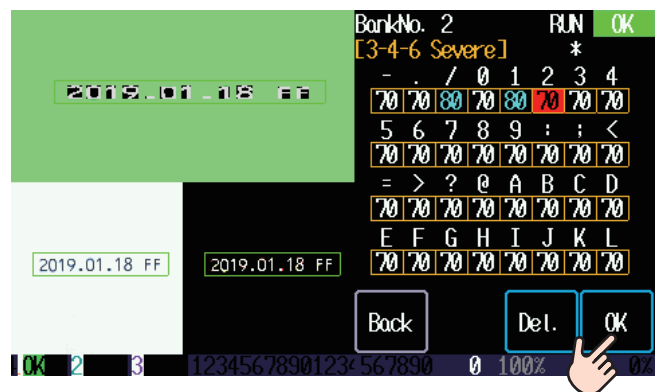 BankNo. 2 RUN OK
[3-4-6 Severe] *
- . / 0 1 2 3 4
70 70 80 70 80 70 70 70
5 6 7 8 9 : ; <
70 70 70 70 70 70 70 70
= > ? @ A B C D
70 70 70 70 70 70 70 70
E F G H I J K L
70 70 70 70 70 70 70 70
2019.01.18 FF
2019.01.18 FF 2019.01.18 FF
Back Del. OK
OK 2 3 12345678901234567890 0 100% 0%